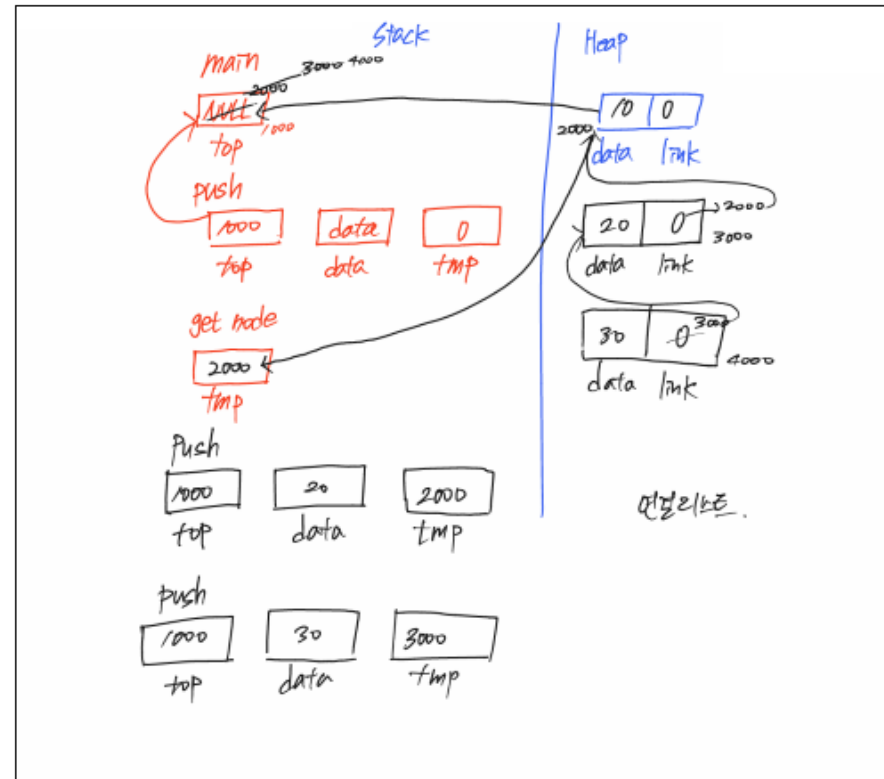 Stack
Heap
main
3000 4000
2000
NULL
1000
top
10 0
2000
data link
push
1000 data 0
top data tmp
20 0 2000
3000
data link
get node
2000
tmp
30 0 3000
4000
data link
Push
1000 20 2000
top data tmp
연결리스트.
push
1000 30 3000
top data tmp